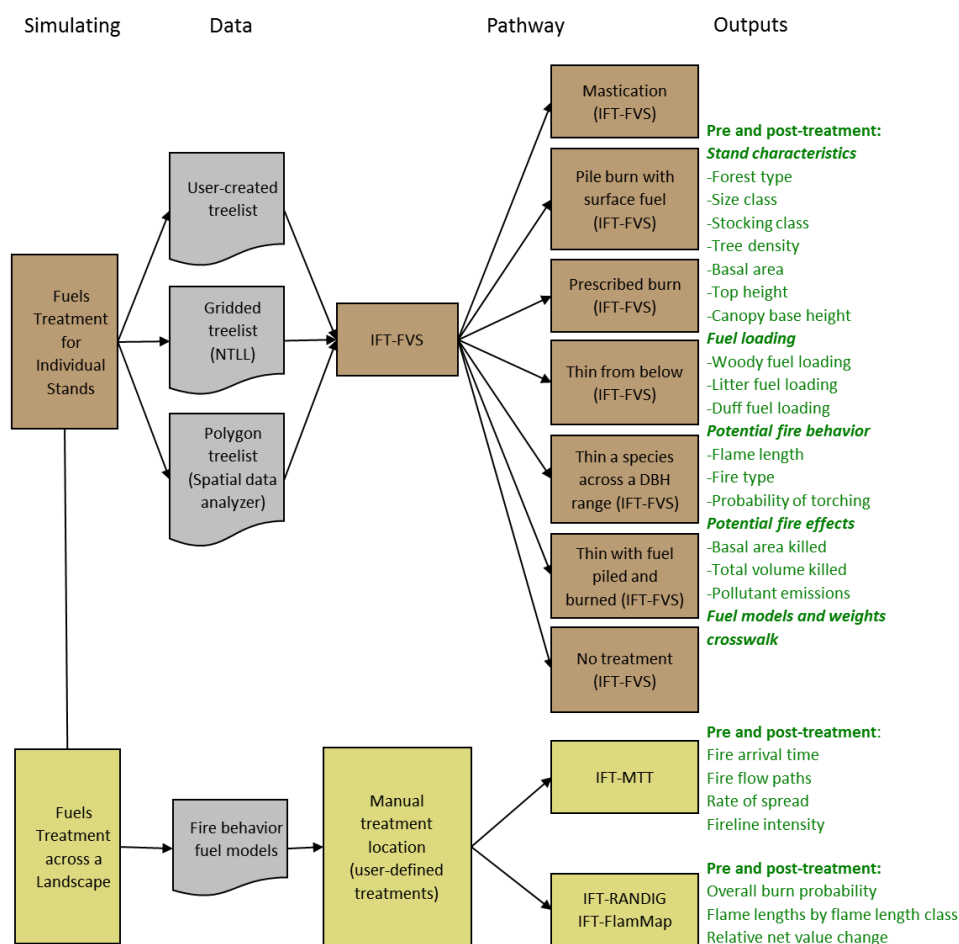 Simulating
Data
Pathway
Outputs
Fuels
Treatment
for
Individual
Stands
User-created
treelist
Gridded
treelist
(NTLL)
Polygon
treelist
(Spatial data
analyzer)
IFT-FVS
Mastication
(IFT-FVS)
Pile burn with
surface fuel
(IFT-FVS)
Prescribed burn
(IFT-FVS)
Thin from below
(IFT-FVS)
Thin a species
across a DBH
range (IFT-FVS)
Thin with fuel
piled and
burned (IFT-FVS)
No treatment
(IFT-FVS)
Pre and post-treatment:
Stand characteristics
-Forest type
-Size class
-Stocking class
-Tree density
-Basal area
-Top height
-Canopy base height
Fuel loading
-Woody fuel loading
-Litter fuel loading
-Duff fuel loading
Potential fire behavior
-Flame length
-Fire type
-Probability of torching
Potential fire effects
-Basal area killed
-Total volume killed
-Pollutant emissions
Fuel models and weights
crosswalk
Fuels
Treatment
across a
Landscape
Fire behavior
fuel models
Manual
treatment
location
(user-defined
treatments)
IFT-MTT
Pre and post-treatment:
Fire arrival time
Fire flow paths
Rate of spread
Fireline intensity
IFT-RANDIG
IFT-FlamMap
Pre and post-treatment:
Overall burn probability
Flame lengths by flame length class
Relative net value change